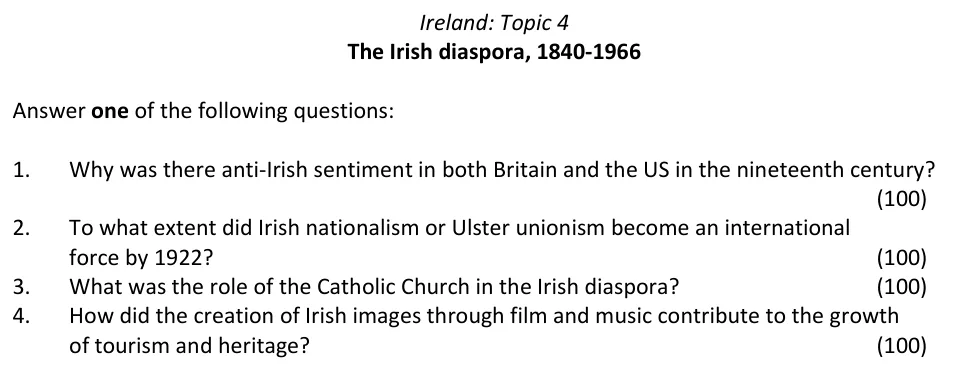 Ireland: Topic 4
The Irish diaspora, 1840-1966
Answer one of the following questions:
1. Why was there anti-Irish sentiment in both Britain and the US in the nineteenth century?
(100)
2. To what extent did Irish nationalism or Ulster unionism become an international
force by 1922? (100)
3. What was the role of the Catholic Church in the Irish diaspora? (100)
4. How did the creation of Irish images through film and music contribute to the growth
of tourism and heritage? (100)